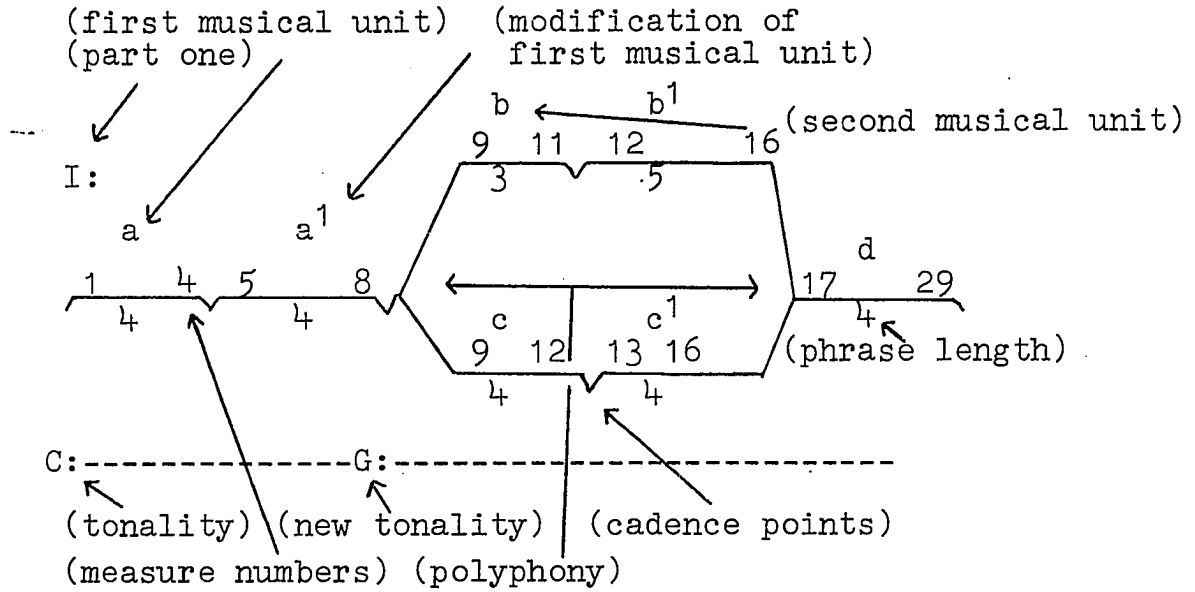 (first musical unit) (modification of
(part one) first musical unit)
b b1
(second musical unit)
9 11 12 16
3 5
I:
a a1
d
1 4 5 8 17 29
4 4 4
c c1
9 12 13 16 (phrase length)
4 4
C:--------------------G:------------------------------------
(tonality) (new tonality) (cadence points)
(measure numbers) (polyphony)